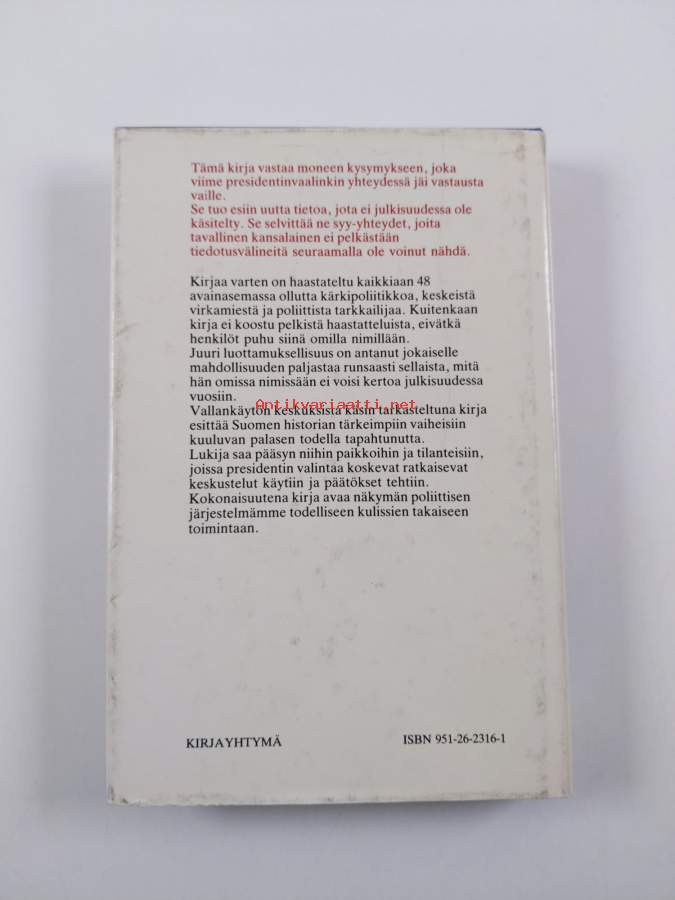 Tämä kirja vastaa moneen kysymykseen, joka
viime presidentinvaalinkin yhteydessä jäi vastausta
vaille.
Se tuo esiin uutta tietoa, jota ei julkisuudessa ole
käsitelty. Se selvittää ne syy-yhteydet, joita
tavallinen kansalainen ei pelkästään
tiedotusvälineitä seuraamalla ole voinut nähdä.
Kirjaa varten on haastateltu kaikkiaan 48
avainasemassa ollutta kärkipoliitikkoa, keskeistä
virkamiestä ja poliittista tarkkailijaa. Kuitenkaan
kirja ei koostu pelkistä haastatteluista, eivätkä
henkilöt puhu siinä omilla nimillään.
Juuri luottamuksellisuus on antanut jokaiselle
mahdollisuuden paljastaa runsaasti sellaista, mitä
hän omissa nimissään ei voisi kertoa julkisuudessa
vuosiin.
Antikvariaatti.net
Vallankäytön keskuksista käsin tarkasteltuna kirja
esittää Suomen historian tärkeimpiin vaiheisiin
kuuluvan palasen todella tapahtunutta.
Lukija saa pääsyn niihin paikkoihin ja tilanteisiin,
joissa presidentin valintaa koskevat ratkaisevat
keskustelut käytiin ja päätökset tehtiin.
Kokonaisuutena kirja avaa näkymän poliittisen
järjestelmämme todelliseen kulissien takaiseen
toimintaan.
KIRJAYHTYMÄ
ISBN 951-26-2316-1